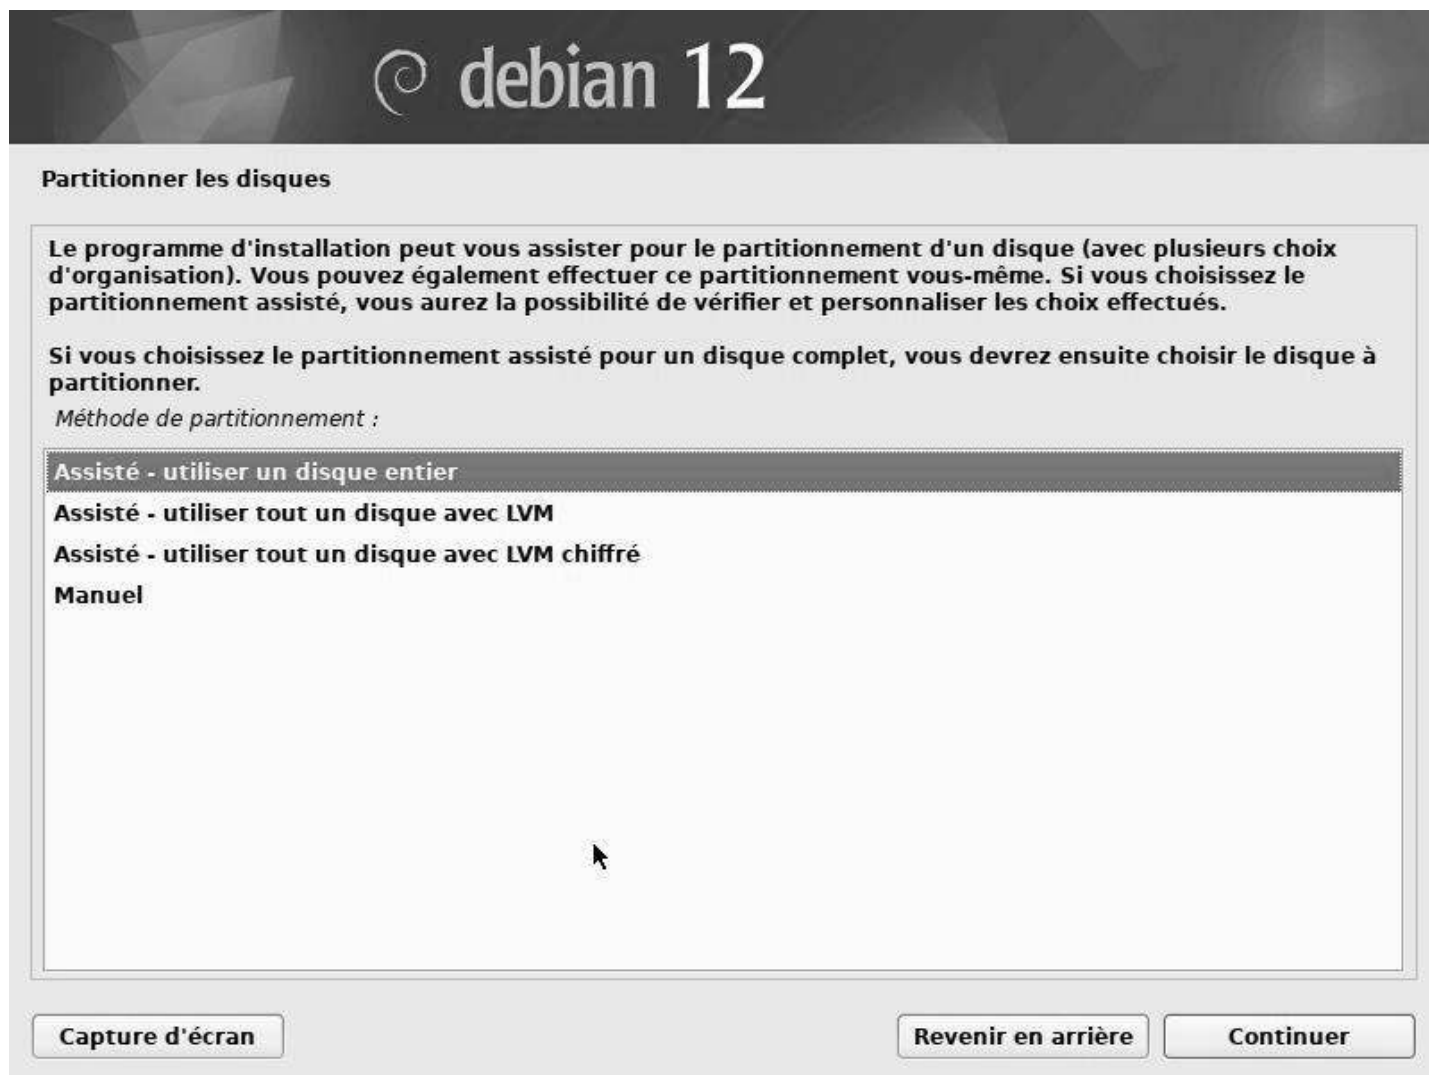 debian 12
Partitionner les disques
Le programme d'installation peut vous assister pour le partitionnement d'un disque (avec plusieurs choix
d'organisation). Vous pouvez également effectuer ce partitionnement vous-même. Si vous choisissez le
partitionnement assisté, vous aurez la possibilité de vérifier et personnaliser les choix effectués.
Si vous choisissez le partitionnement assisté pour un disque complet, vous devrez ensuite choisir le disque à
partitionner.
Méthode de partitionnement :
Assisté - utiliser un disque entier
Assisté - utiliser tout un disque avec LVM
Assisté - utiliser tout un disque avec LVM chiffré
Manuel
Capture d'écran
Revenir en arrière
Continuer